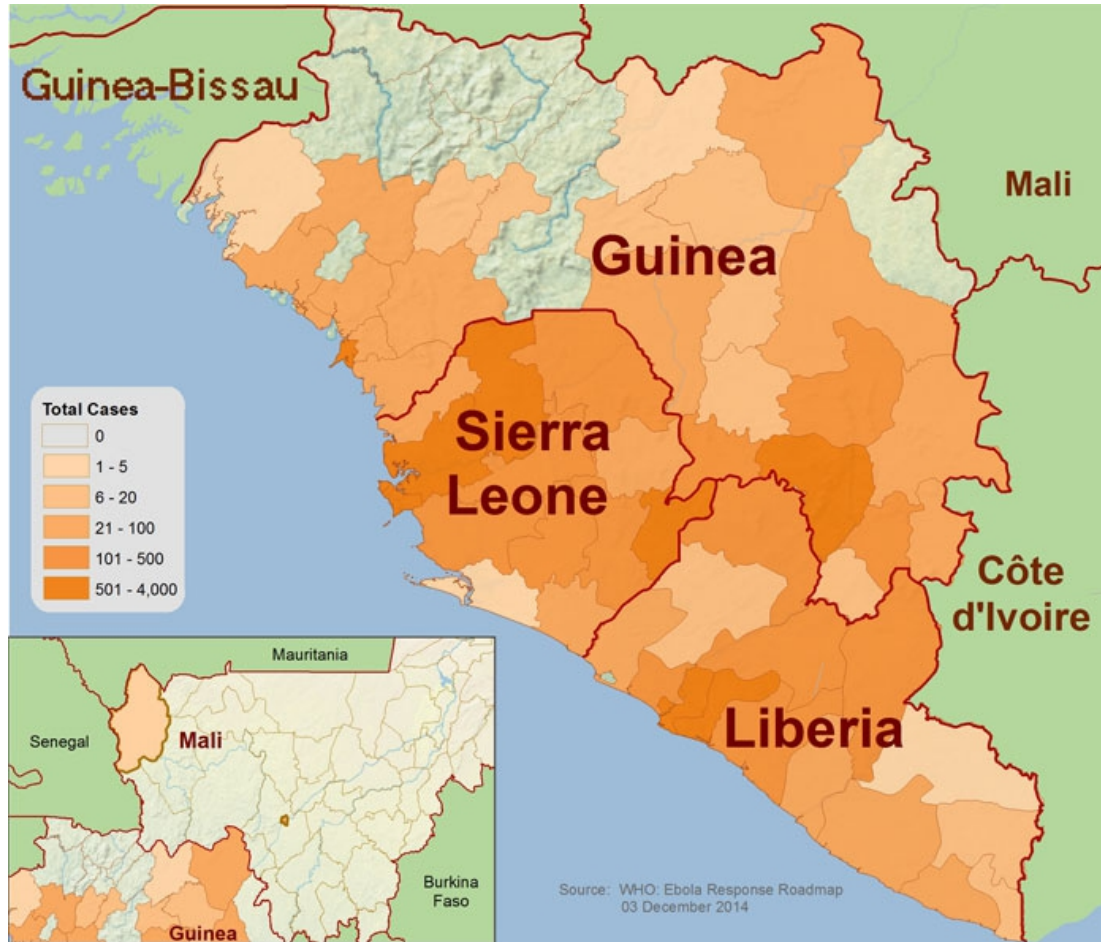 Guinea-Bissau
Mali
Guinea
Sierra
Leone
Côte
d'Ivoire
Liberia
Total Cases
0
1 - 5
6 - 20
21 - 100
101 - 500
501 - 4,000
Mauritania
Senegal
Mali
Burkina
Faso
Guinea
Source: WHO: Ebola Response Roadmap
03 December 2014